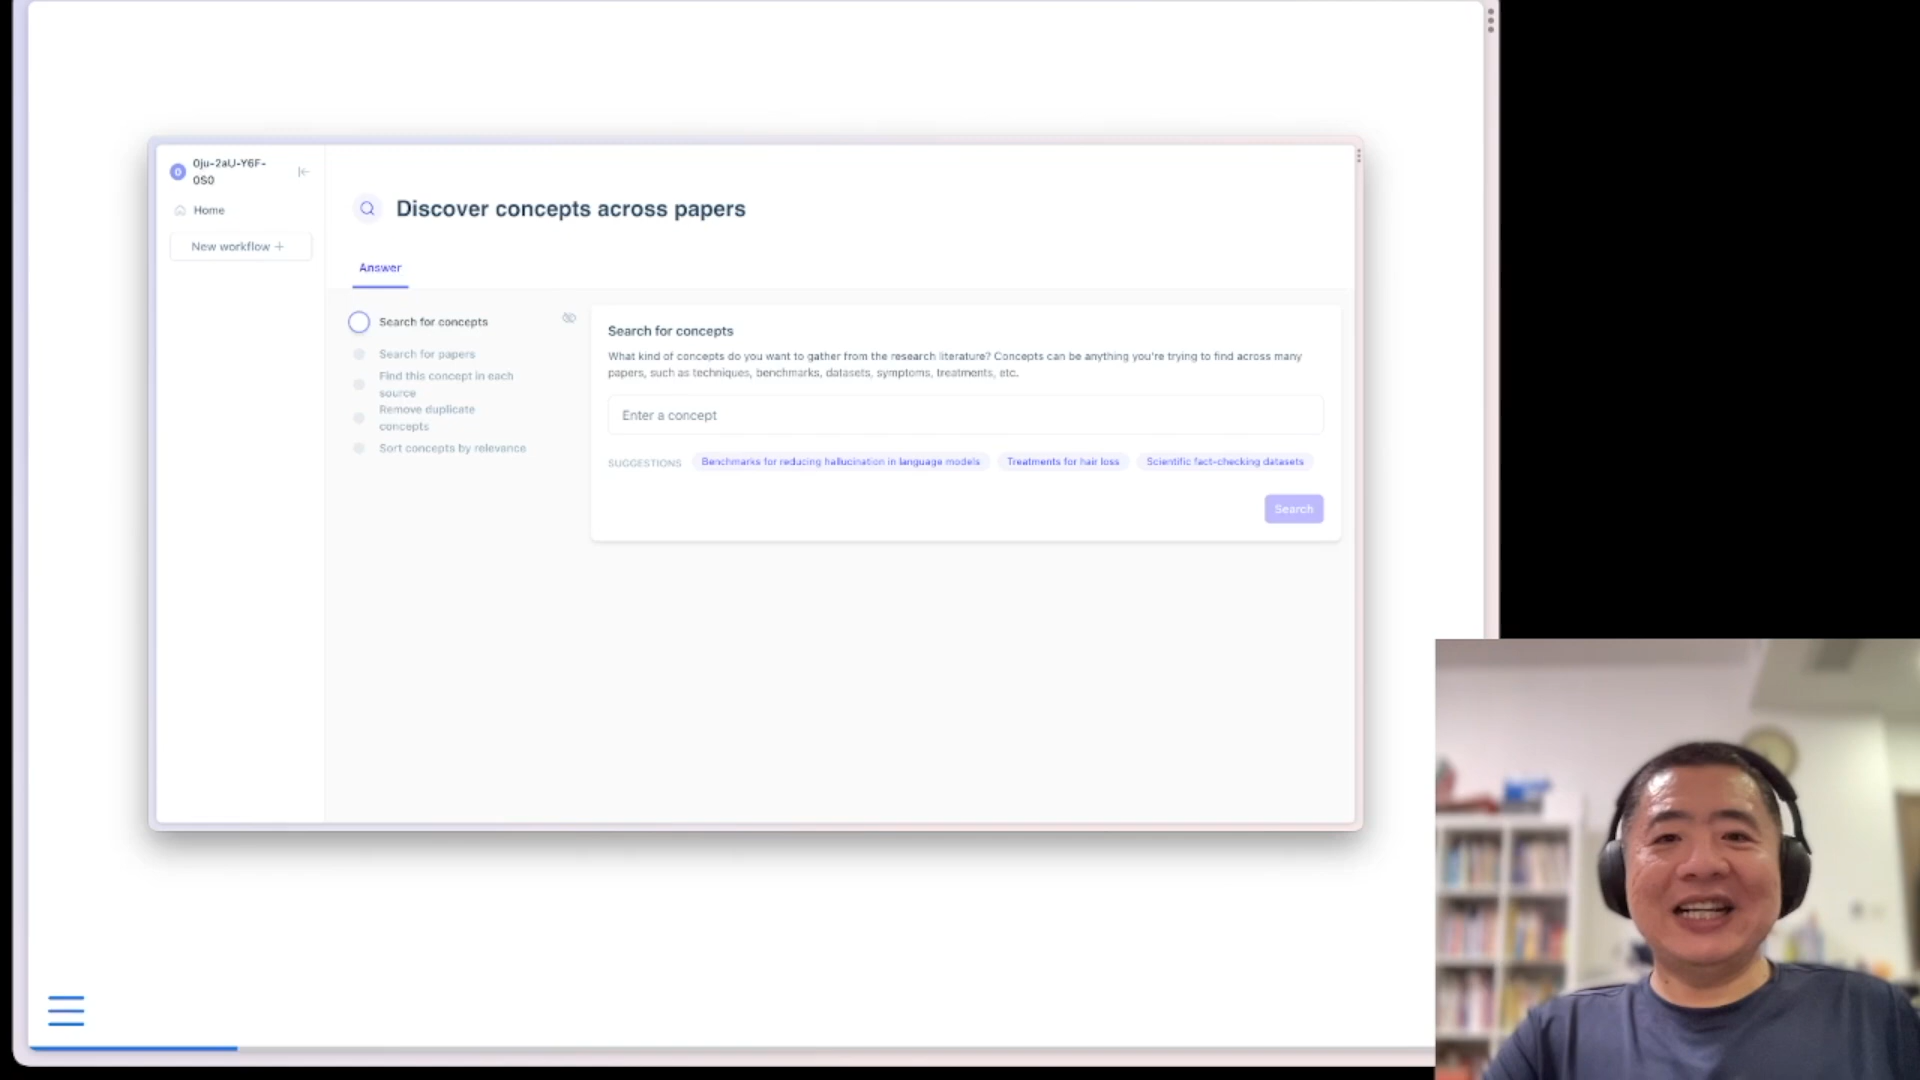 0ju-2aU-Y6F-
0S0
Home
New workflow +
Discover concepts across papers
Answer
Search for concepts
Search for papers
Find this concept in each
source
Remove duplicate
concepts
Sort concepts by relevance
Search for concepts
What kind of concepts do you want to gather from the research literature? Concepts can be anything you're trying to find across many
papers, such as techniques, benchmarks, datasets, symptoms, treatments, etc.
Enter a concept
SUGGESTIONS Benchmarks for reducing hallucination in language models Treatments for hair loss Scientific fact-checking datasets
Search